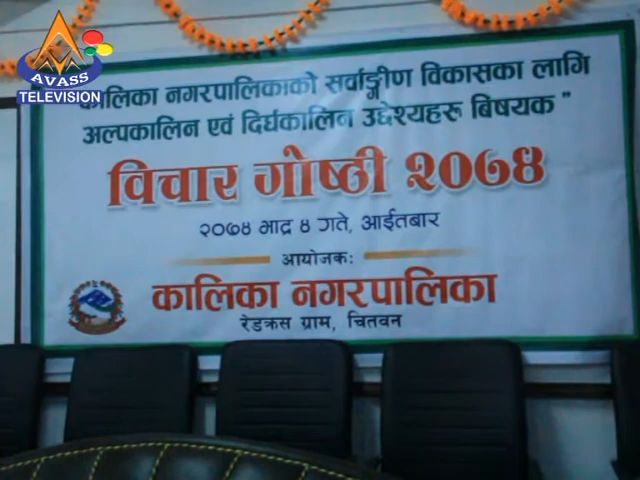 AVASS
TELEVISION
कालिका नगरपालिकाको सर्वाङ्गीण विकासका लागि
अल्पकालिन एवं दिर्घकालिन उद्देश्यहरु बिषयक"
विचार गोष्ठी २०७४
२०७४ भाद्र ४ गते, आईतबार
आयोजक:
कालिका नगरपालिका
रेडक्रस ग्राम, चितवन